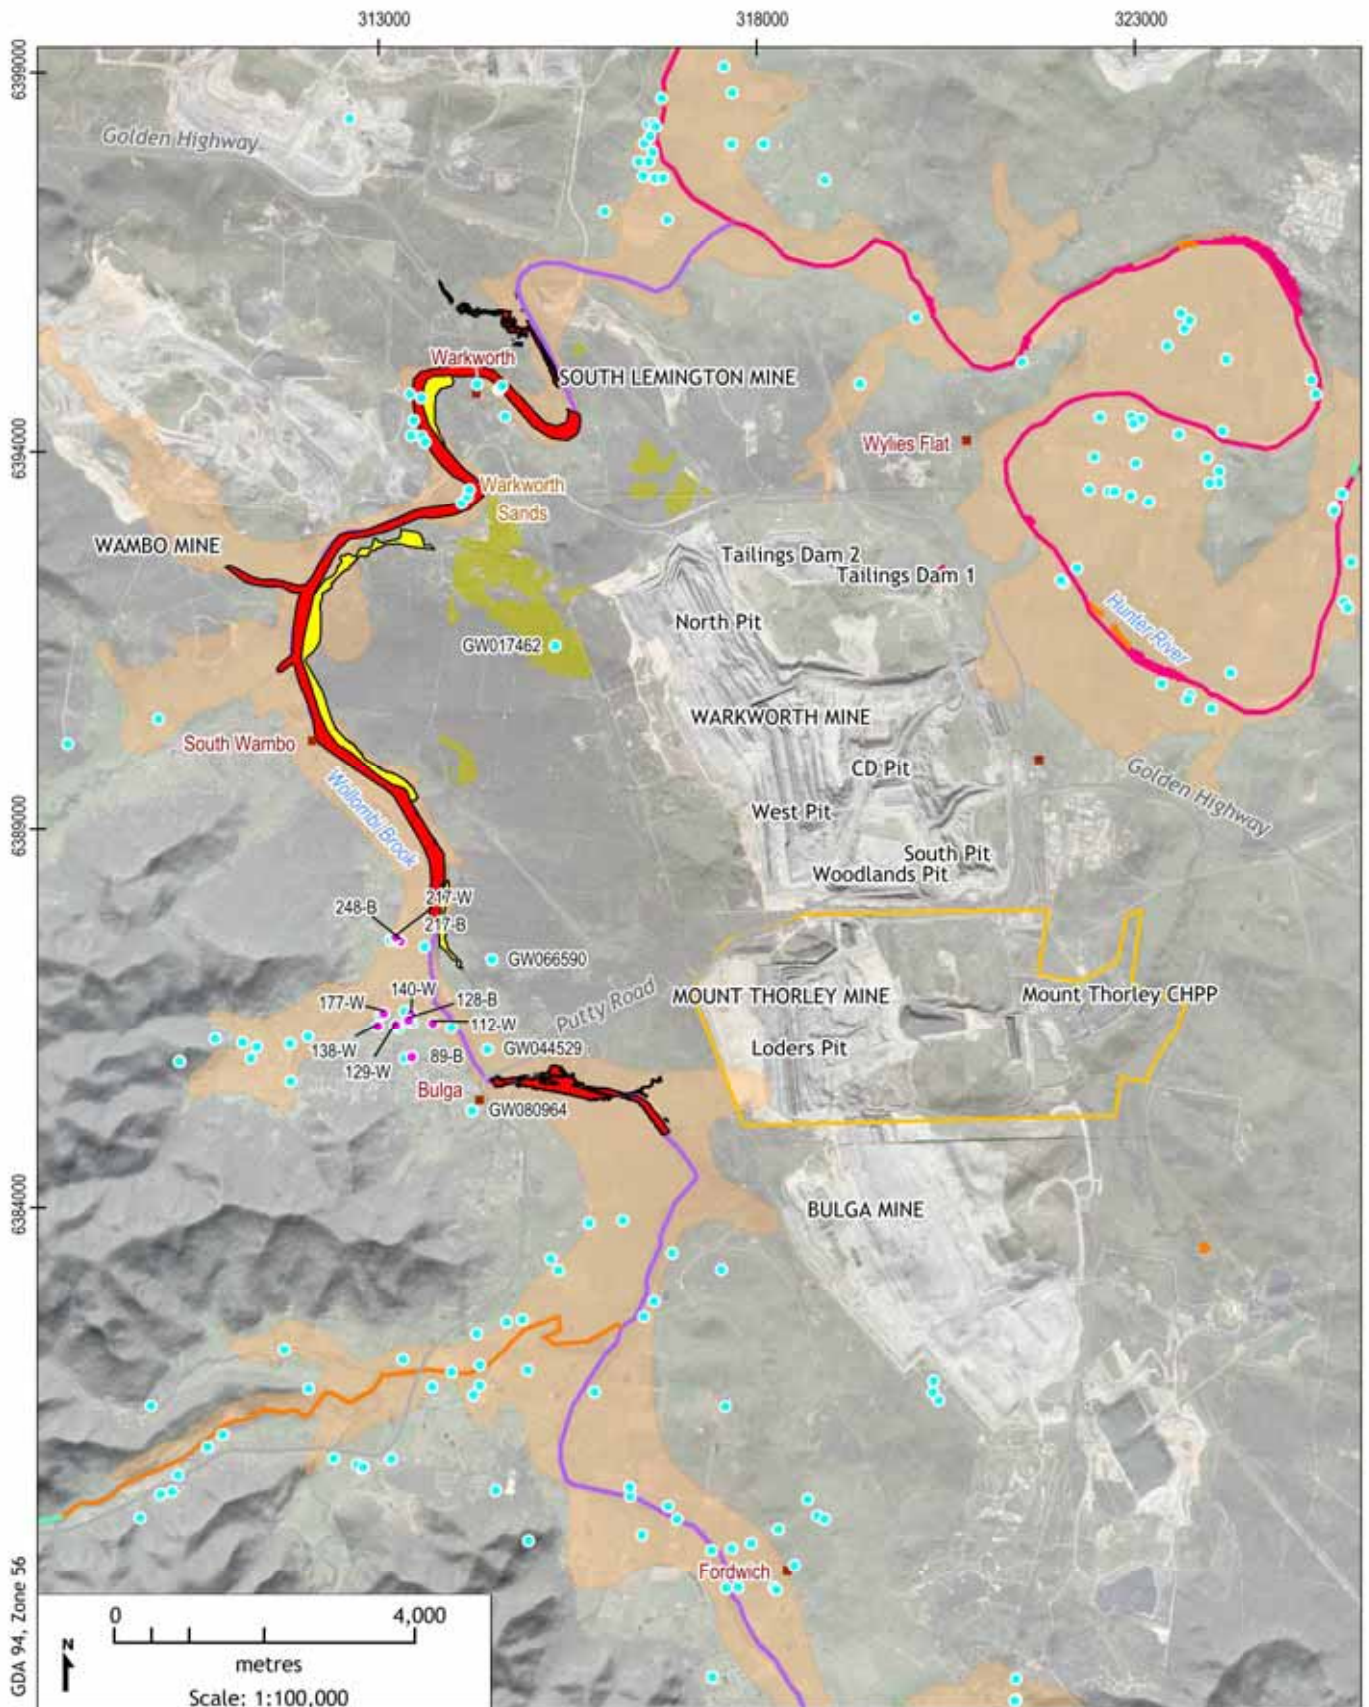 313000
318000
323000
6399000
Golden Highway
Warkworth
SOUTH LEMINGTON MINE
6394000
Wylies Flat
Warkworth
Sands
WAMBO MINE
Tailings Dam 2
Tailings Dam 1
North Pit
Hunter River
GW017462
WARKWORTH MINE
South Wambo
CD Pit
Golden Highway
Wollombi Brook
West Pit
6389000
South Pit
Woodlands Pit
217-W
248-B
217-B
GW066590
140-W
177-W
128-B
Putty Road
MOUNT THORLEY MINE
Mount Thorley CHPP
112-W
138-W
GW044529
Loders Pit
129-W
89-B
Bulga
GW080964
6384000
BULGA MINE
Fordwich
GDA 94, Zone 56
0
4,000
N
metres
Scale: 1:100,000